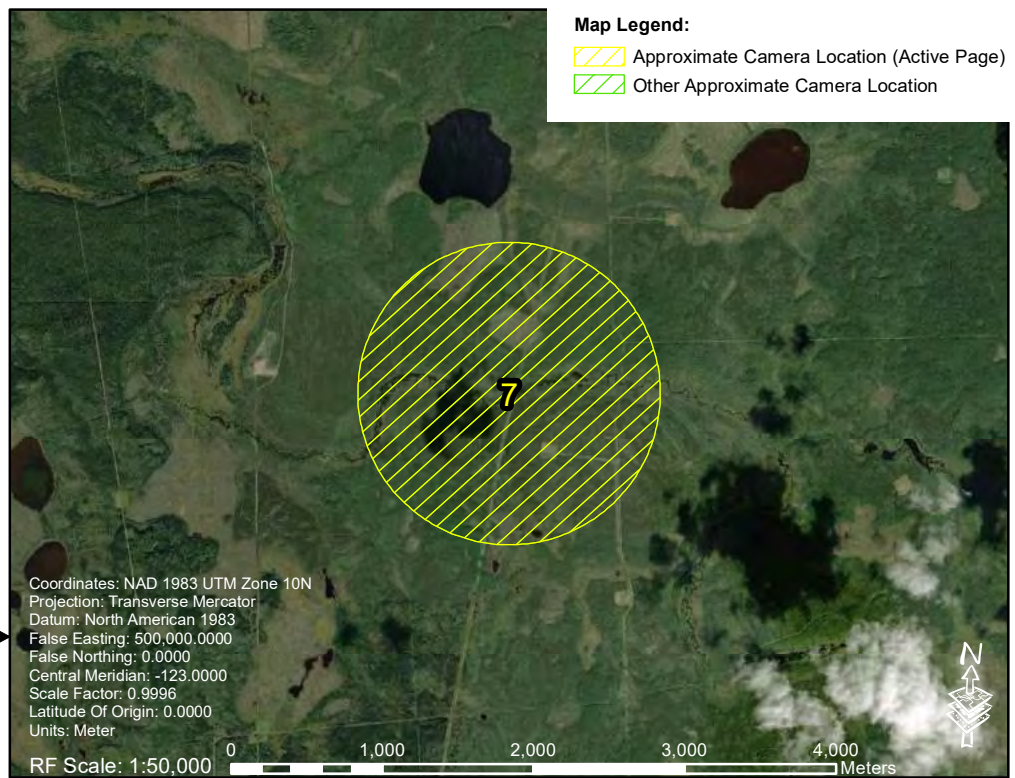 Map Legend:
Approximate Camera Location (Active Page)
Other Approximate Camera Location
7
Coordinates: NAD 1983 UTM Zone 10N
Projection: Transverse Mercator
Datum: North American 1983
False Easting: 500,000.0000
False Northing: 0.0000
Central Meridian: -123.0000
Scale Factor: 0.9996
Latitude Of Origin: 0.0000
Units: Meter
RF Scale: 1:50,000
0 1,000 2,000 3,000 4,000
Meters
N